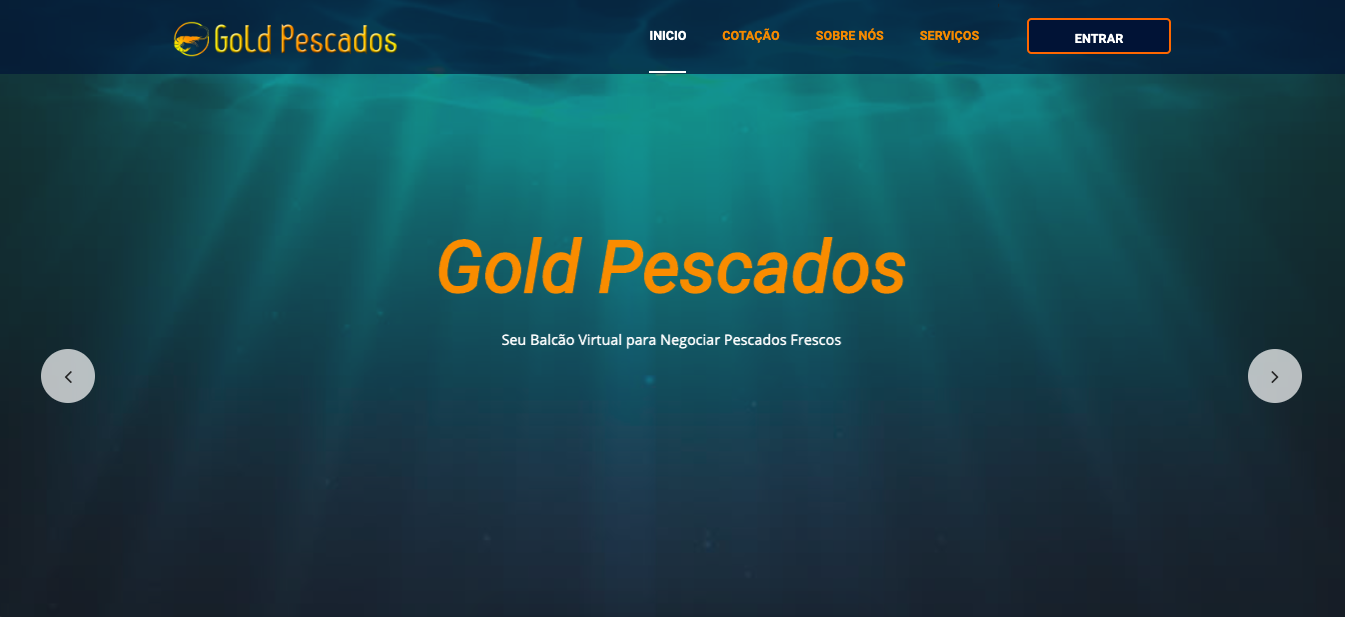 Gold Pescados
INICIO
COTAÇÃO
SOBRE NÓS
SERVIÇOS
ENTRAR
Gold Pescados
Seu Balcão Virtual para Negociar Pescados Frescos